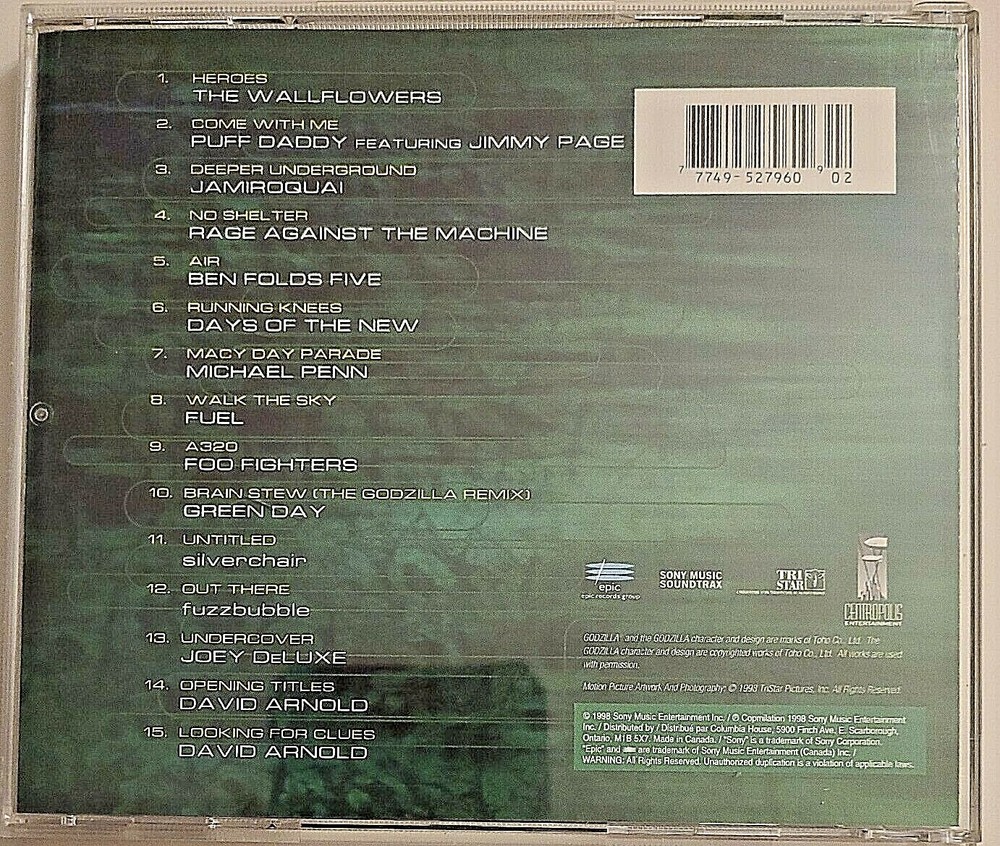 1. HEROES
THE WALLFLOWERS
2. COME WITH ME
PUFF DADDY FEATURING JIMMY PAGE
3. DEEPER UNDERGROUND
JAMIROQUAI
4. NO SHELTER
RAGE AGAINST THE MACHINE
5. AIR
BEN FOLDS FIVE
6. RUNNING KNEES
DAYS OF THE NEW
7. MACY DAY PARADE
MICHAEL PENN
8. WALK THE SKY
FUEL
9. A320
FOO FIGHTERS
10. BRAIN STEW (THE GODZILLA REMIX)
GREEN DAY
11. UNTITLED
silverchair
12. OUT THERE
fuzzbubble
13. UNDERCOVER
JOEY DeLUXE
14. OPENING TITLES
DAVID ARNOLD
15. LOOKING FOR CLUES
DAVID ARNOLD
7 7749-527960 9 02
epic
epic records group
SONY MUSIC
SOUNDTRAX
TRI
STAR
CENTROPOLIS
ENTERTAINMENT
GODZILLA and the GODZILLA character and design are marks of Toho Co., Ltd. The
GODZILLA character and design are copyrighted works of Toho Co., Ltd. All works are used
with permission.
Motion Picture Artwork And Photography: © 1998 TriStar Pictures, Inc. All Rights Reserved.
© 1998 Sony Music Entertainment Inc. / ℗ Copmilation 1998 Sony Music Entertainment
Inc. / Distributed by / Distribué par Columbia House, 5900 Finch Ave. E. Scarborough,
Ontario, M1B 5X7. Made in Canada. / "Sony" is a trademark of Sony Corporation.
"Epic" and are trademark of Sony Music Entertainment (Canada) Inc. /
WARNING: All Rights Reserved. Unauthorized duplication is a violation of applicable laws.